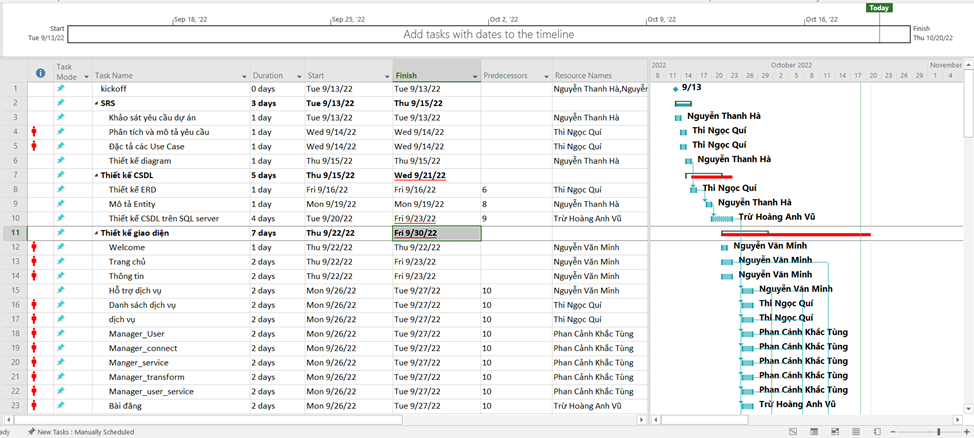 Today
Sep 18, '22 Sep 25, '22 Oct 2, '22 Oct 9, '22 Oct 16, '22
Start Finish
Tue 9/13/22 Add tasks with dates to the timeline Thu 10/20/22
Task Mode Task Name Duration Start Finish Predecessors Resource Names
2022 October 2022 November
8 11 14 17 20 23 26 29 2 5 8 11 14 17 20 23 26 29 1 4
1 kickoff 0 days Tue 9/13/22 Tue 9/13/22 Nguyễn Thanh Hà,Nguyễn 9/13
2 SRS 3 days Tue 9/13/22 Thu 9/15/22
3 Khảo sát yêu cầu dự án 1 day Tue 9/13/22 Tue 9/13/22 Nguyễn Thanh Hà Nguyễn Thanh Hà
4 Phân tích và mô tả yêu cầu 1 day Wed 9/14/22 Wed 9/14/22 Thi Ngọc Quí Thi Ngọc Quí
5 Đặc tả các Use Case 1 day Wed 9/14/22 Wed 9/14/22 Thi Ngọc Quí Thi Ngọc Quí
6 Thiết kế diagram 1 day Thu 9/15/22 Thu 9/15/22 Nguyễn Thanh Hà Nguyễn Thanh Hà
7 Thiết kế CSDL 5 days Thu 9/15/22 Wed 9/21/22
8 Thiết kế ERD 1 day Fri 9/16/22 Fri 9/16/22 6 Thi Ngọc Quí Thi Ngọc Quí
9 Mô tả Entity 1 day Mon 9/19/22 Mon 9/19/22 8 Nguyễn Thanh Hà Nguyễn Thanh Hà
10 Thiết kế CSDL trên SQL server 4 days Tue 9/20/22 Fri 9/23/22 9 Trừ Hoàng Anh Vũ Trừ Hoàng Anh Vũ
11 Thiết kế giao diện 7 days Thu 9/22/22 Fri 9/30/22
12 Welcome 1 day Thu 9/22/22 Thu 9/22/22 Nguyễn Văn Minh Nguyễn Văn Minh
13 Trang chủ 2 days Thu 9/22/22 Fri 9/23/22 Nguyễn Văn Minh Nguyễn Văn Minh
14 Thông tin 2 days Thu 9/22/22 Fri 9/23/22 Nguyễn Văn Minh Nguyễn Văn Minh
15 Hỗ trợ dịch vụ 2 days Mon 9/26/22 Tue 9/27/22 10 Nguyễn Văn Minh Nguyễn Văn Minh
16 Danh sách dịch vụ 2 days Mon 9/26/22 Tue 9/27/22 10 Thi Ngọc Quí Thi Ngọc Quí
17 dịch vụ 2 days Mon 9/26/22 Tue 9/27/22 10 Thi Ngọc Quí Thi Ngọc Quí
18 Manager_User 2 days Mon 9/26/22 Tue 9/27/22 10 Phan Cảnh Khắc Tùng Phan Cảnh Khắc Tùng
19 Manager_connect 2 days Mon 9/26/22 Tue 9/27/22 10 Phan Cảnh Khắc Tùng Phan Cảnh Khắc Tùng
20 Manger_service 2 days Mon 9/26/22 Tue 9/27/22 10 Phan Cảnh Khắc Tùng Phan Cảnh Khắc Tùng
21 Manager_transform 2 days Mon 9/26/22 Tue 9/27/22 10 Phan Cảnh Khắc Tùng Phan Cảnh Khắc Tùng
22 Manager_user_service 2 days Mon 9/26/22 Tue 9/27/22 10 Phan Cảnh Khắc Tùng Phan Cảnh Khắc Tùng
23 Bài đăng 2 days Mon 9/26/22 Tue 9/27/22 10 Trừ Hoàng Anh Vũ Trừ Hoàng Anh Vũ
ady New Tasks : Manually Scheduled